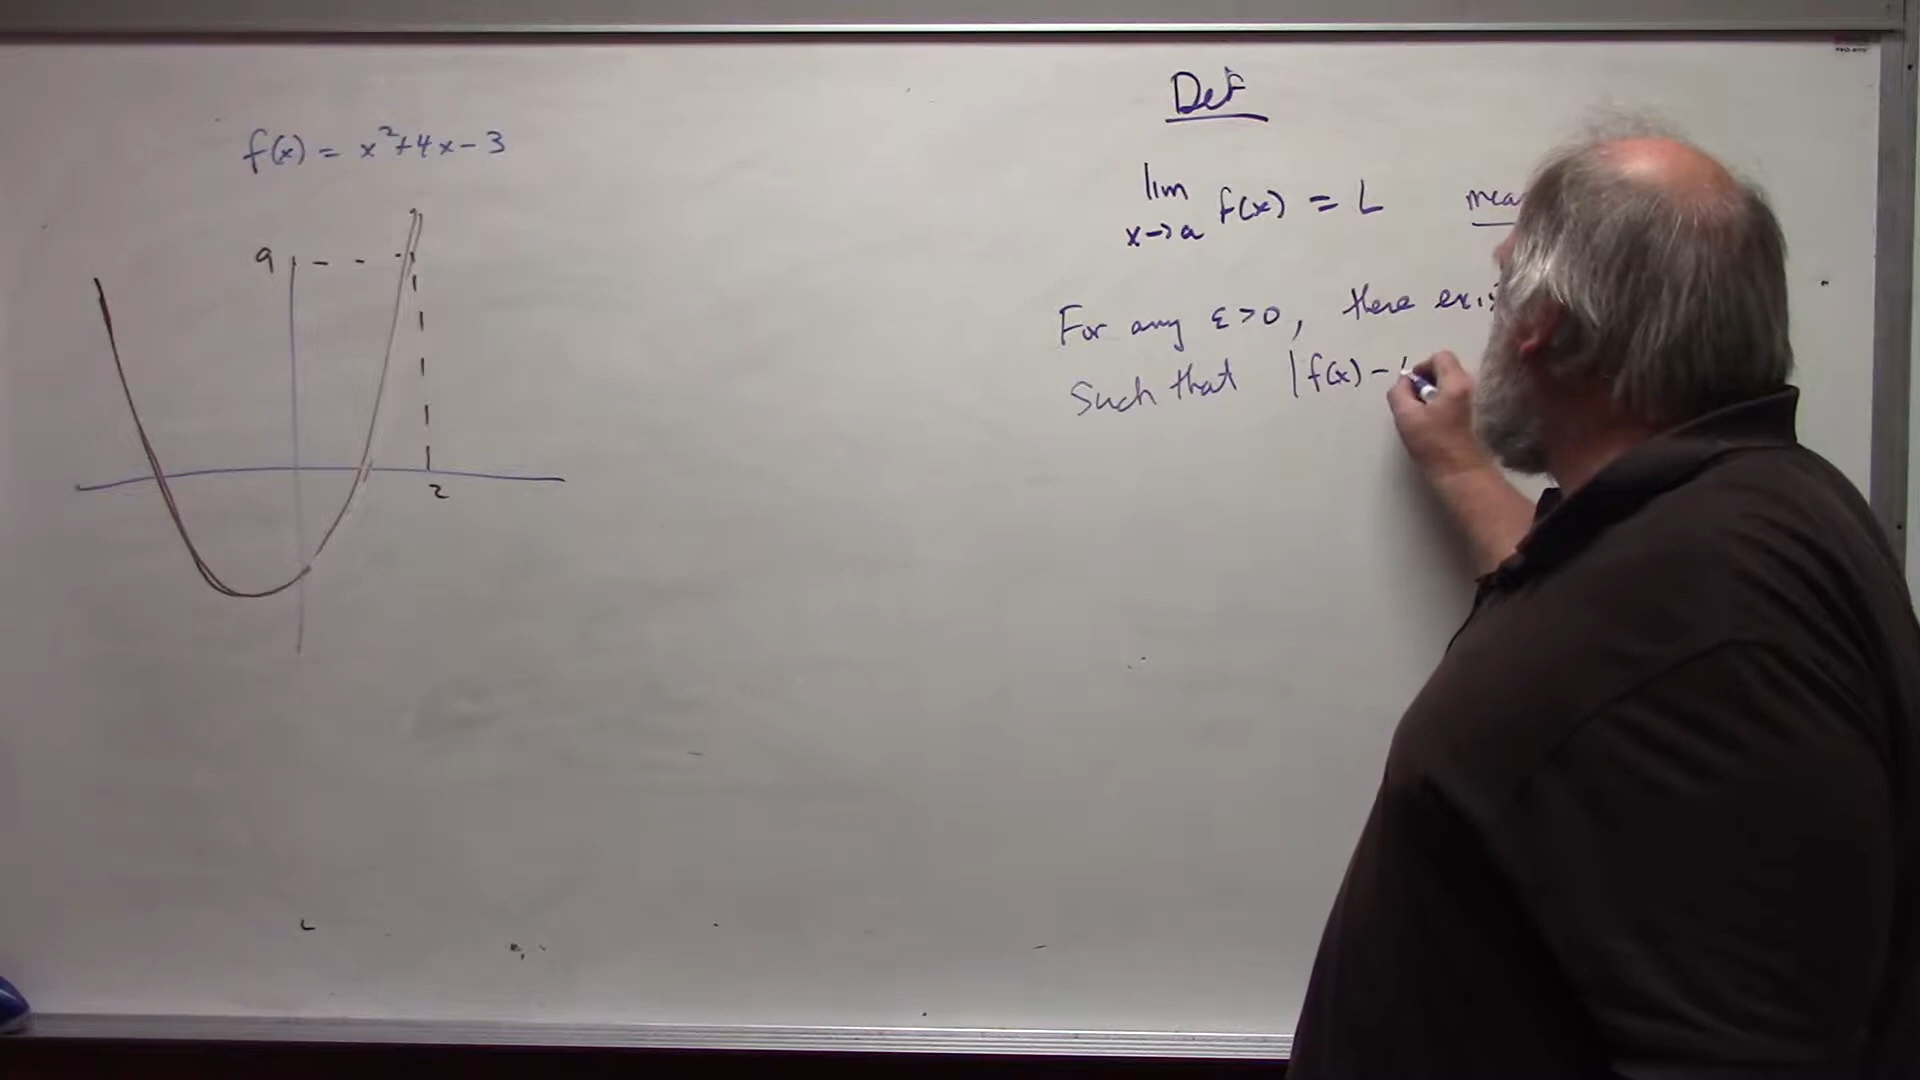 f(x) = x²+4x-3
9
2
Def
lim f(x) = L
x→a
For any ε>0, there
Such that |f(x) -